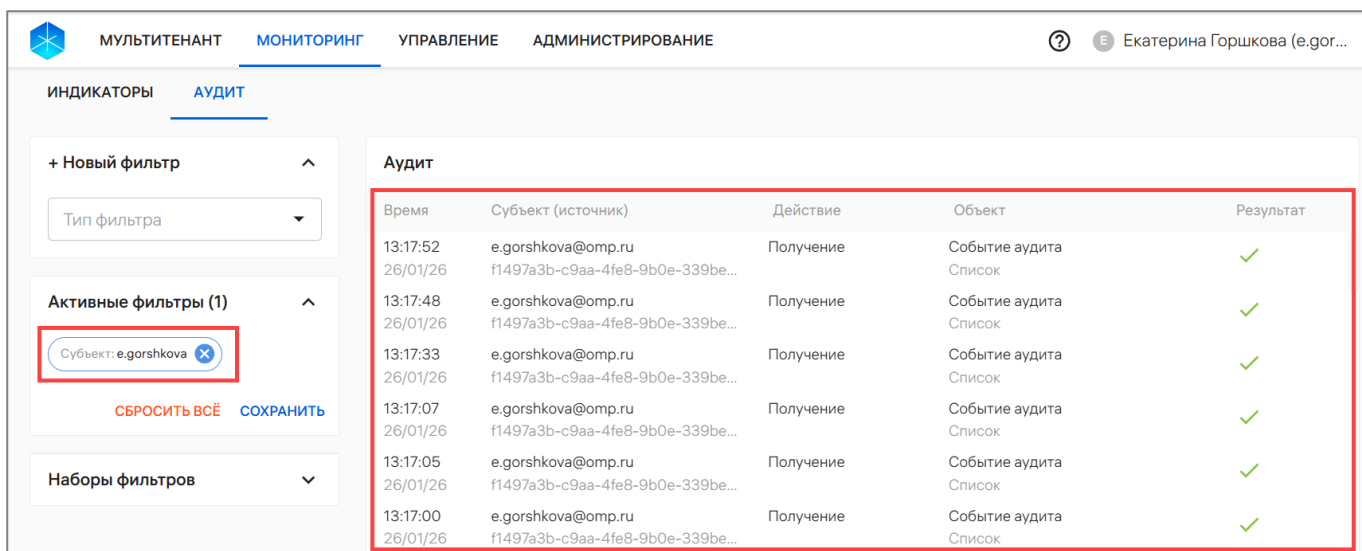 МУЛЬТИТЕНАНТ МОНИТОРИНГ УПРАВЛЕНИЕ АДМИНИСТРИРОВАНИЕ ? E Екатерина Горшкова (e.gor...
ИНДИКАТОРЫ АУДИТ
+ Новый фильтр
Тип фильтра
Активные фильтры (1)
Субъект: e.gorshkova
СБРОСИТЬ ВСЁ СОХРАНИТЬ
Наборы фильтров
Аудит
Время Субъект (источник) Действие Объект Результат
13:17:52 e.gorshkova@omp.ru Получение Событие аудита
26/01/26 f1497a3b-c9aa-4fe8-9b0e-339be... Список
13:17:48 e.gorshkova@omp.ru Получение Событие аудита
26/01/26 f1497a3b-c9aa-4fe8-9b0e-339be... Список
13:17:33 e.gorshkova@omp.ru Получение Событие аудита
26/01/26 f1497a3b-c9aa-4fe8-9b0e-339be... Список
13:17:07 e.gorshkova@omp.ru Получение Событие аудита
26/01/26 f1497a3b-c9aa-4fe8-9b0e-339be... Список
13:17:05 e.gorshkova@omp.ru Получение Событие аудита
26/01/26 f1497a3b-c9aa-4fe8-9b0e-339be... Список
13:17:00 e.gorshkova@omp.ru Получение Событие аудита
26/01/26 f1497a3b-c9aa-4fe8-9b0e-339be... Список